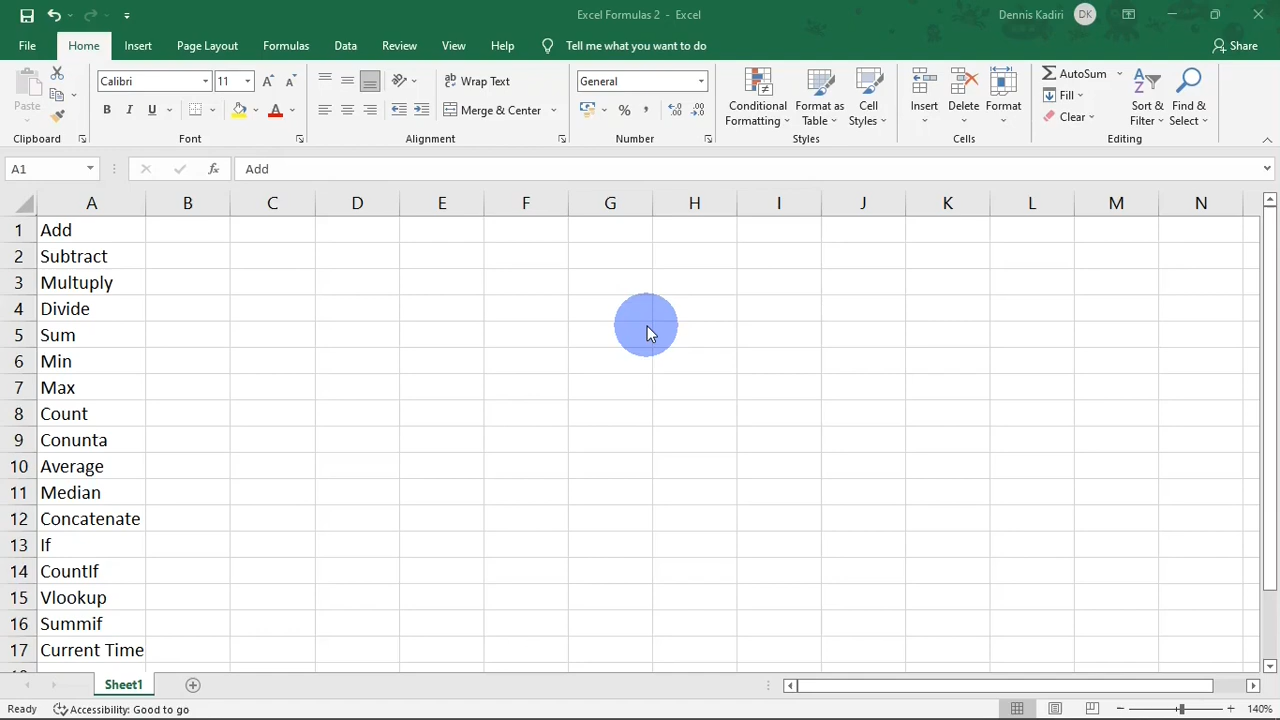 Excel Formulas 2 - Excel
Dennis Kadiri DK
File Home Insert Page Layout Formulas Data Review View Help Tell me what you want to do Share
Calibri 11 Wrap Text General AutoSum
Paste B I U Merge & Center % , Conditional Formatting Format as Table Cell Styles Insert Delete Format Fill Clear Sort & Filter Find & Select
Clipboard Font Alignment Number Styles Cells Editing
A1 fx Add
A B C D E F G H I J K L M N
1 Add
2 Subtract
3 Multuply
4 Divide
5 Sum
6 Min
7 Max
8 Count
9 Conunta
10 Average
11 Median
12 Concatenate
13 If
14 CountIf
15 Vlookup
16 Summif
17 Current Time
Sheet1
Ready Accessibility: Good to go 140%